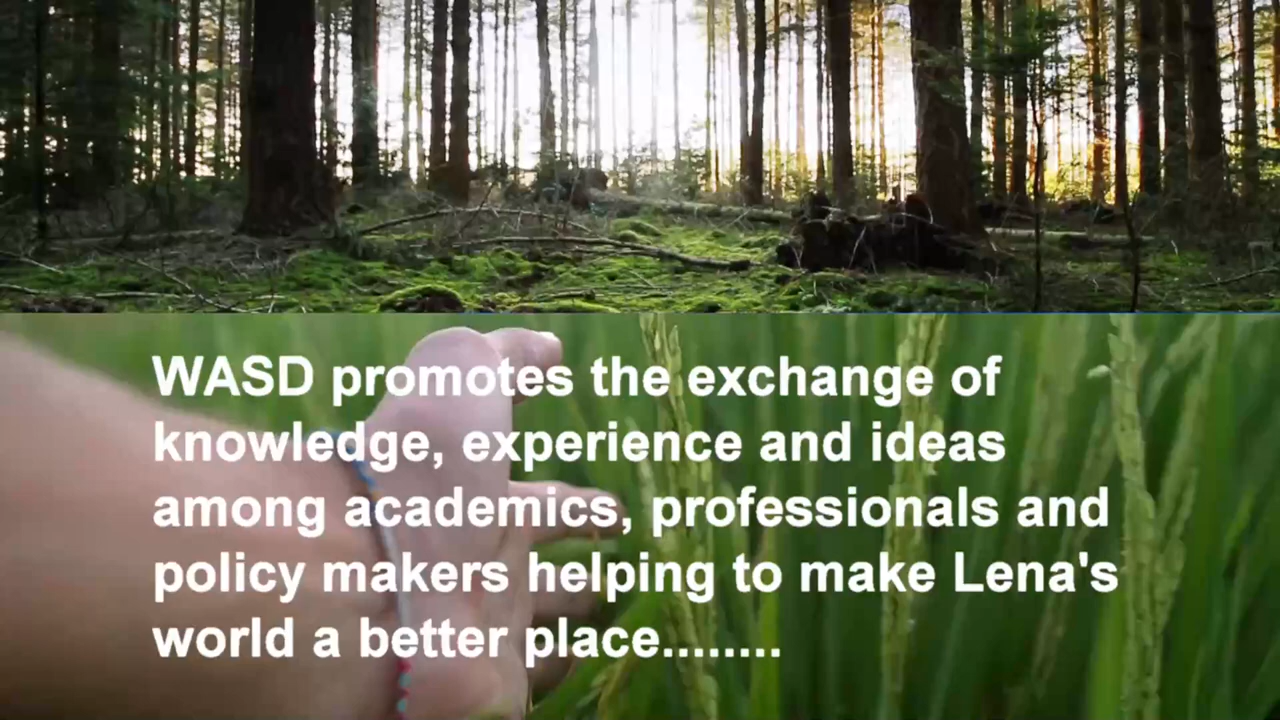 WASD promotes the exchange of
knowledge, experience and ideas
among academics, professionals and
policy makers helping to make Lena's
world a better place........